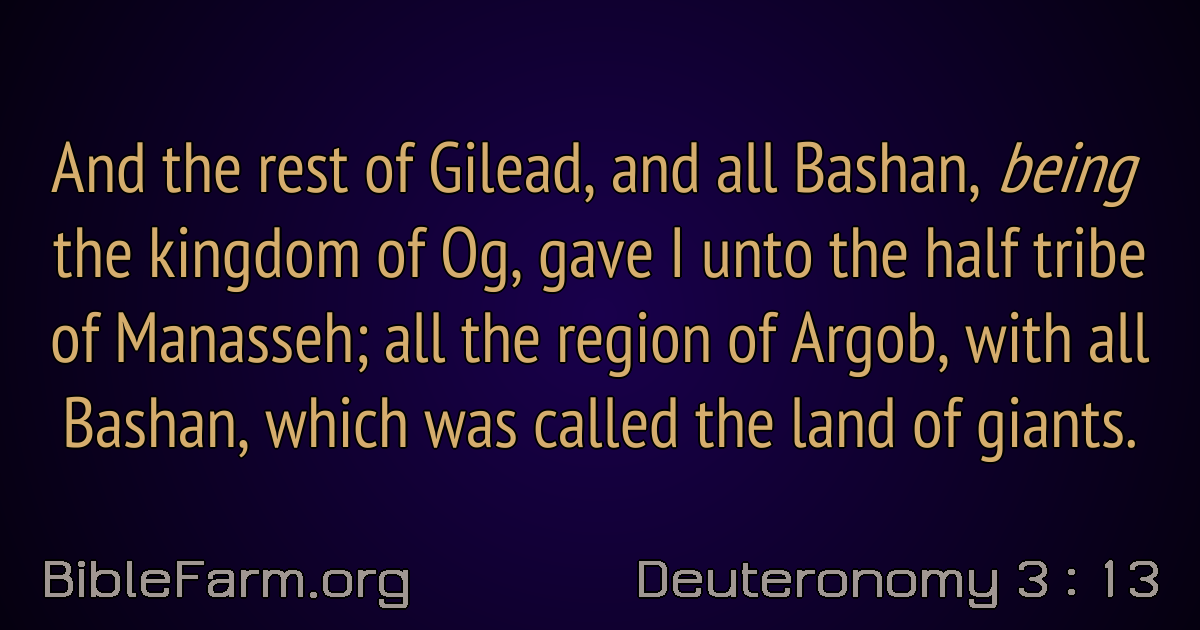 And the rest of Gilead, and all Bashan, being
the kingdom of Og, gave I unto the half tribe
of Manasseh; all the region of Argob, with all
Bashan, which was called the land of giants.
BibleFarm.org
Deuteronomy 3 : 13